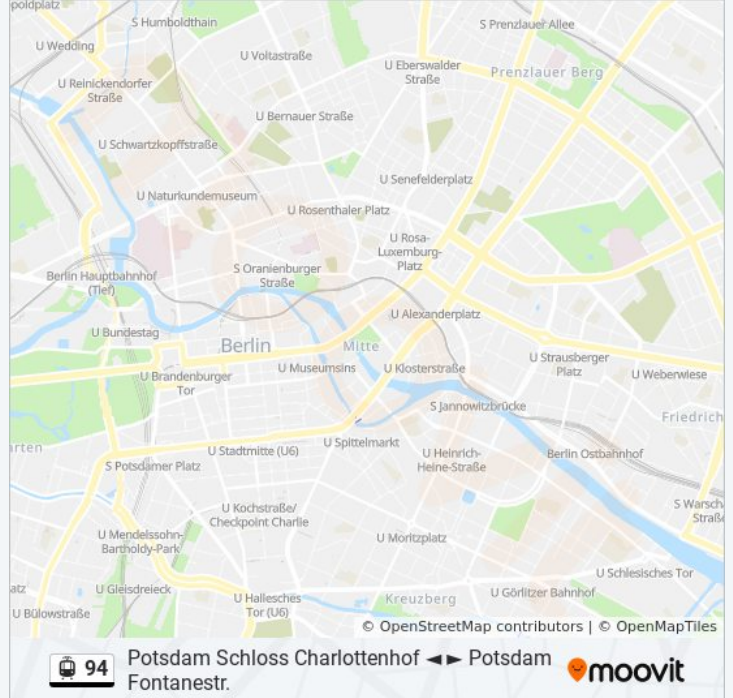 poldplatz
S Humboldthain
S Prenzlauer Allee
U Wedding
U Voltastraße
U Eberswalder
Straße
Prenzlauer Berg
U Reinickendorfer
Straße
U Bernauer Straße
U Schwartzkopffstraße
U Senefelderplatz
U Naturkundemuseum
U Rosenthaler Platz
U Rosa-
Luxemburg-
Platz
S Oranienburger
Straße
Berlin Hauptbahnhof
(Tief)
U Alexanderplatz
U Bundestag
Berlin
Mitte
U Strausberger
Platz
U Museumsins
U Klosterstraße
U Weberwiese
U Brandenburger
Tor
S Jannowitzbrücke
Friedrich
rten
U Spittelmarkt
U Stadtmitte (U6)
U Heinrich-
Heine-Straße
Berlin Ostbahnhof
S Potsdamer Platz
S Warsch
Straße
U Kochstraße/
Checkpoint Charlie
U Mendelssohn-
Bartholdy-Park
U Moritzplatz
U Schlesisches Tor
atz
U Gleisdreieck
U Görlitzer Bahnhof
U Hallesches
Tor (U6)
Kreuzberg
U Bülowstraße
© OpenStreetMap contributors | © OpenMapTiles
94
Potsdam Schloss Charlottenhof ◄► Potsdam
Fontanestr.
moovit